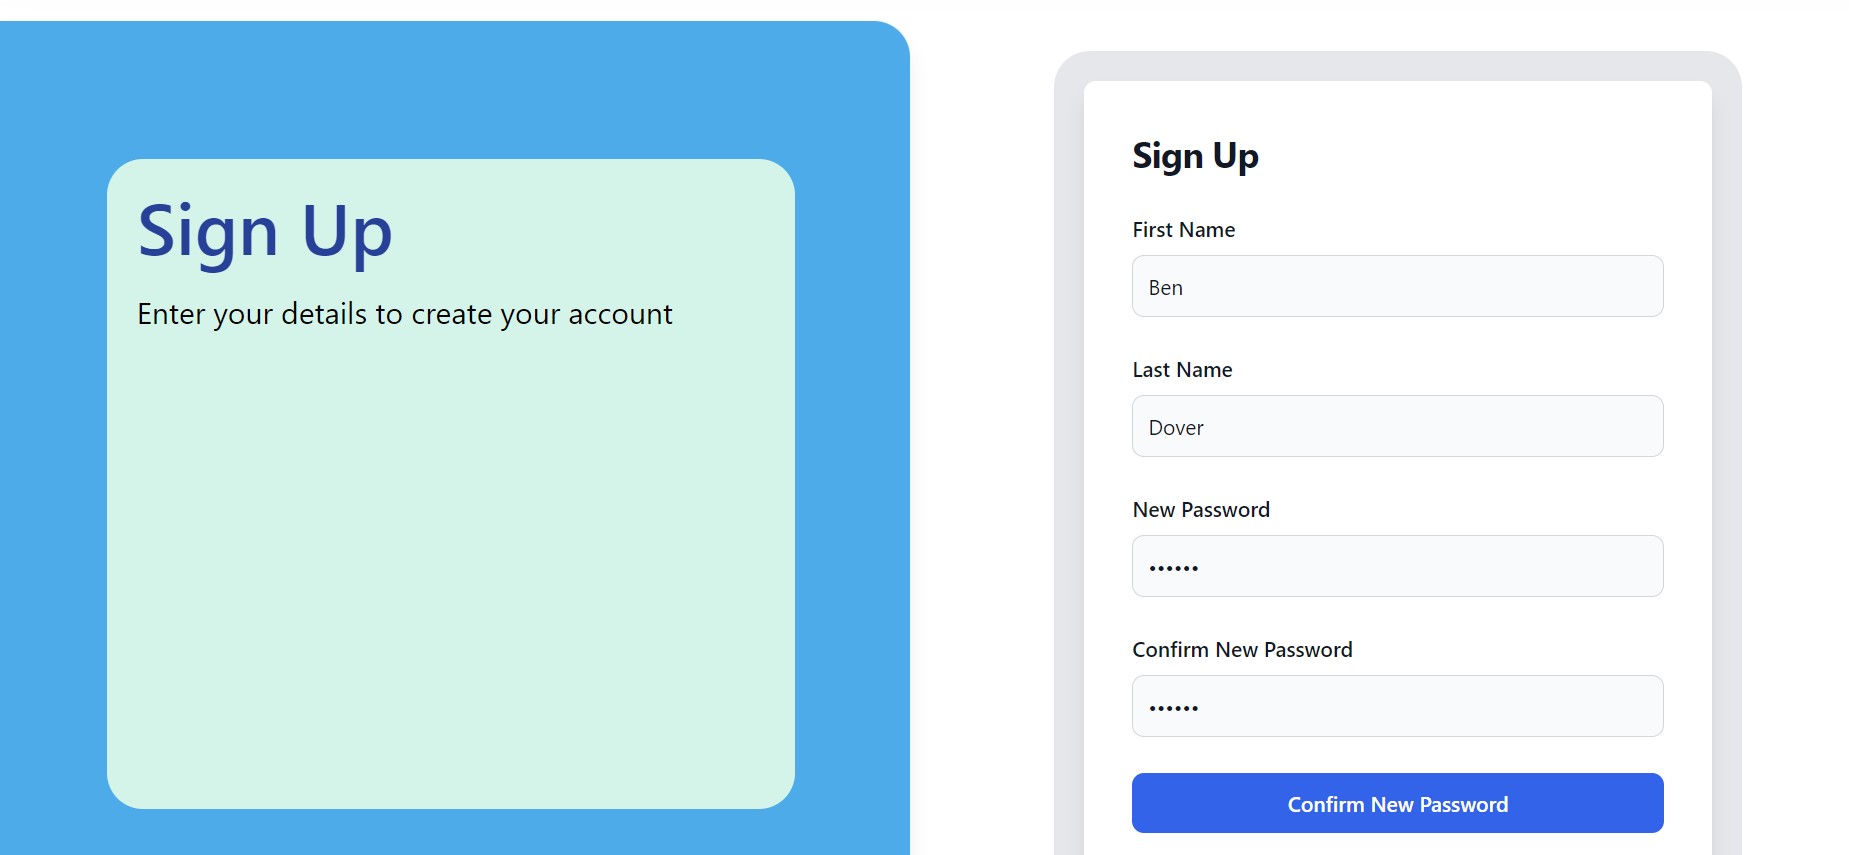 Sign Up
Enter your details to create your account
Sign Up
First Name
Ben
Last Name
Dover
New Password
••••••
Confirm New Password
••••••
Confirm New Password